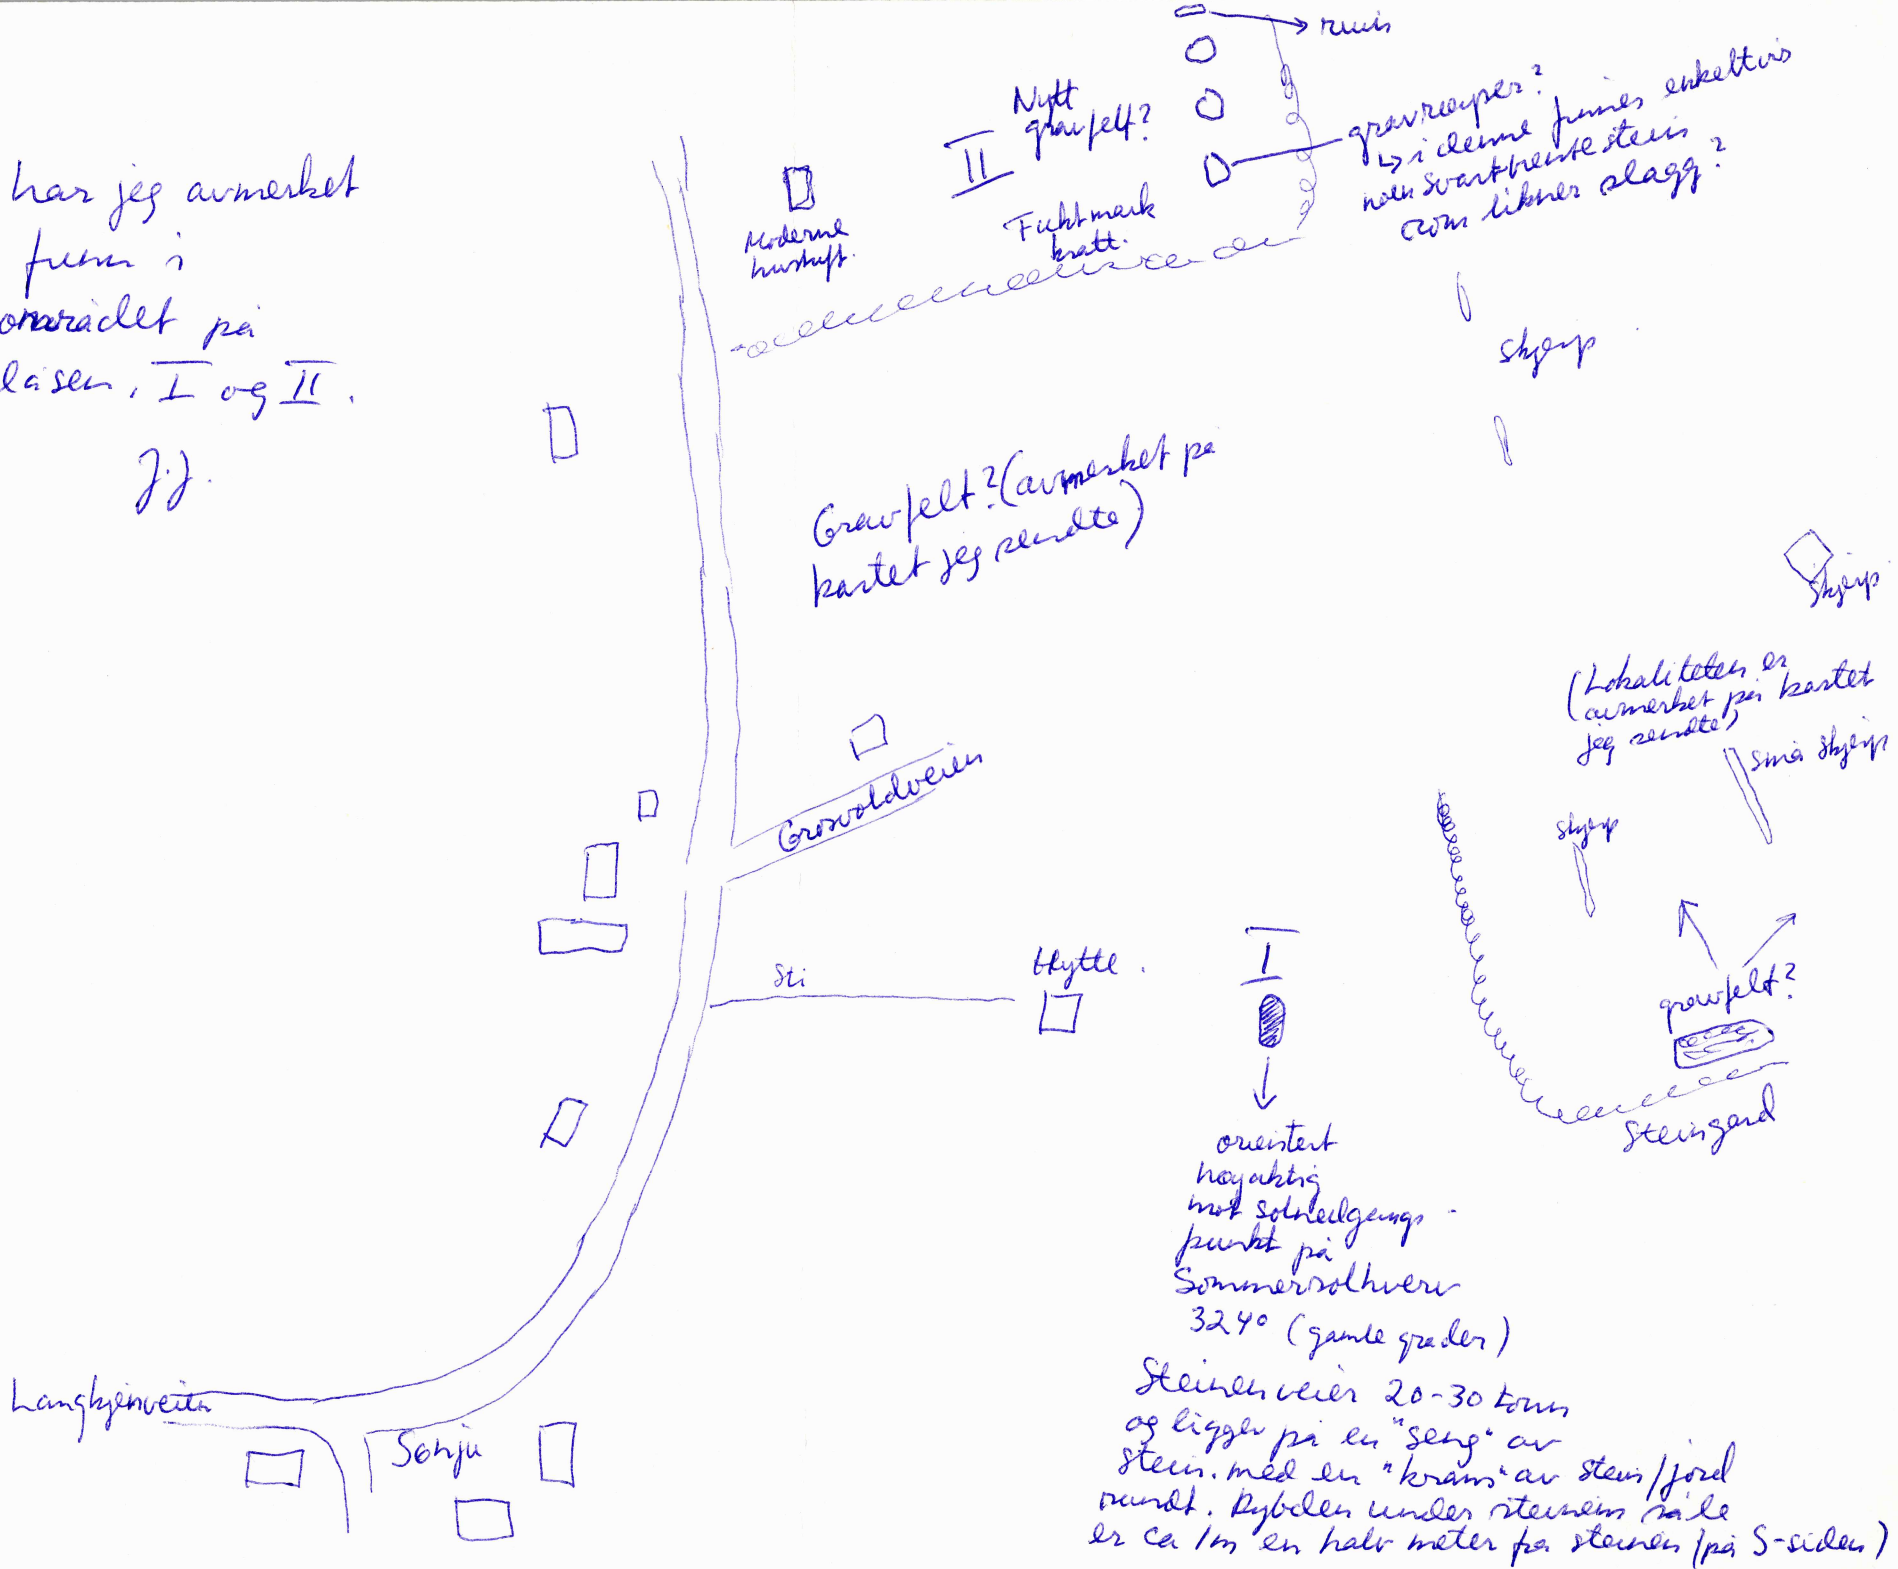 har jeg avmerket
funn i
området på
låsen, I og II.
J.J.
ruin
Nytt
gravfelt?
II
gravrøyser?
↳ i denne finnes enkeltvis
noen svartbrente stein
som likner slagg?
Moderne
hustuft.
Fuktmark
kratt.
skjerp
Gravfelt? (avmerket på
kartet jeg sendte)
skjerp
(Lokaliteten er
avmerket på kartet
jeg sendte)
små skjerp
skjerp
Grosvoldveien
Sti
Hytte.
I
gravfelt?
Steingard
orientert
nøyaktig
mot solnedgangs-
punkt på
Sommersolhverv
324° (gamle grader)
Steinen veier 20-30 tonn
og ligger på en "seng" av
stein. med en "krans" av stein/jord
rundt. Dybden under steinens såle
er ca 1m en halv meter fra steinen (på S-siden)
Langkjenveien
Sønju